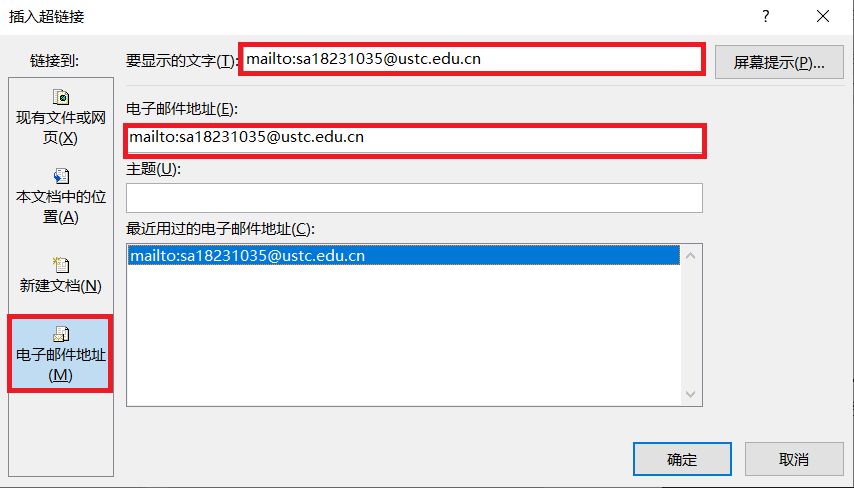 插入超链接
?
链接到:
要显示的文字(T):
mailto:sa18231035@ustc.edu.cn
屏幕提示(P)...
现有文件或网
页(X)
电子邮件地址(E):
mailto:sa18231035@ustc.edu.cn
主题(U):
本文档中的位
置(A)
最近用过的电子邮件地址(C):
mailto:sa18231035@ustc.edu.cn
新建文档(N)
电子邮件地址
(M)
确定
取消